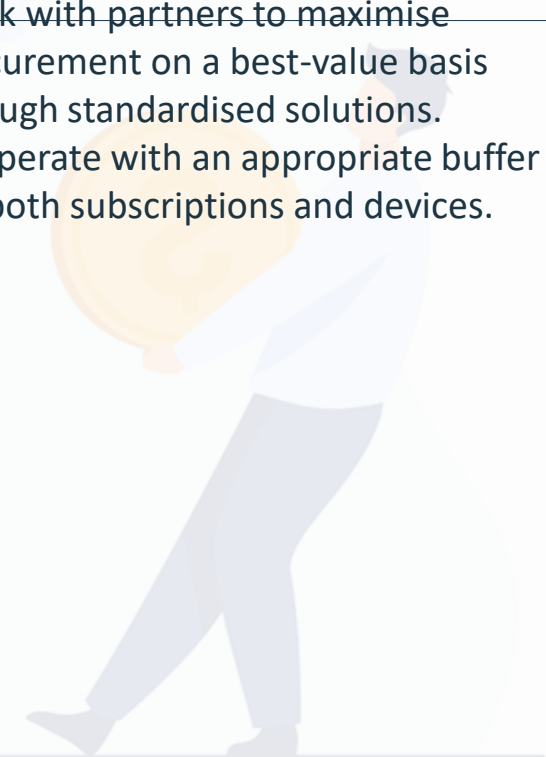 k with partners to maximise
curement on a best-value basis
ugh standardised solutions.
perate with an appropriate buffer
both subscriptions and devices.